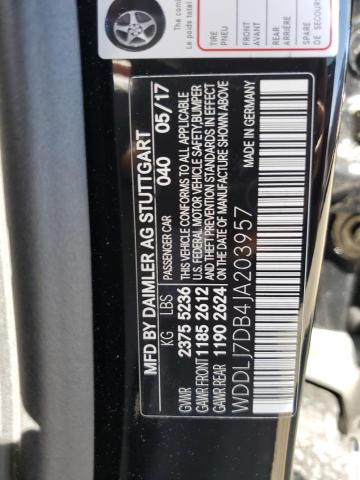 Le poids total
TIRE
PNEU
FRONT
AVANT
REAR
ARRIÈRE
SPARE
DE SECOURS
MFD BY DAIMLER AG STUTTGART
KG LBS PASSENGER CAR 040 05/17
GVWR 2375 5236 THIS VEHICLE CONFORMS TO ALL APPLICABLE
U.S. FEDERAL MOTOR VEHICLE SAFETY, BUMPER
GAWR FRONT 1185 2612 AND THEFT PREVENTION STANDARDS IN EFFECT
GAWR REAR 1190 2624 ON THE DATE OF MANUFACTURE SHOWN ABOVE
WDDLJ7DB4JA203957 MADE IN GERMANY